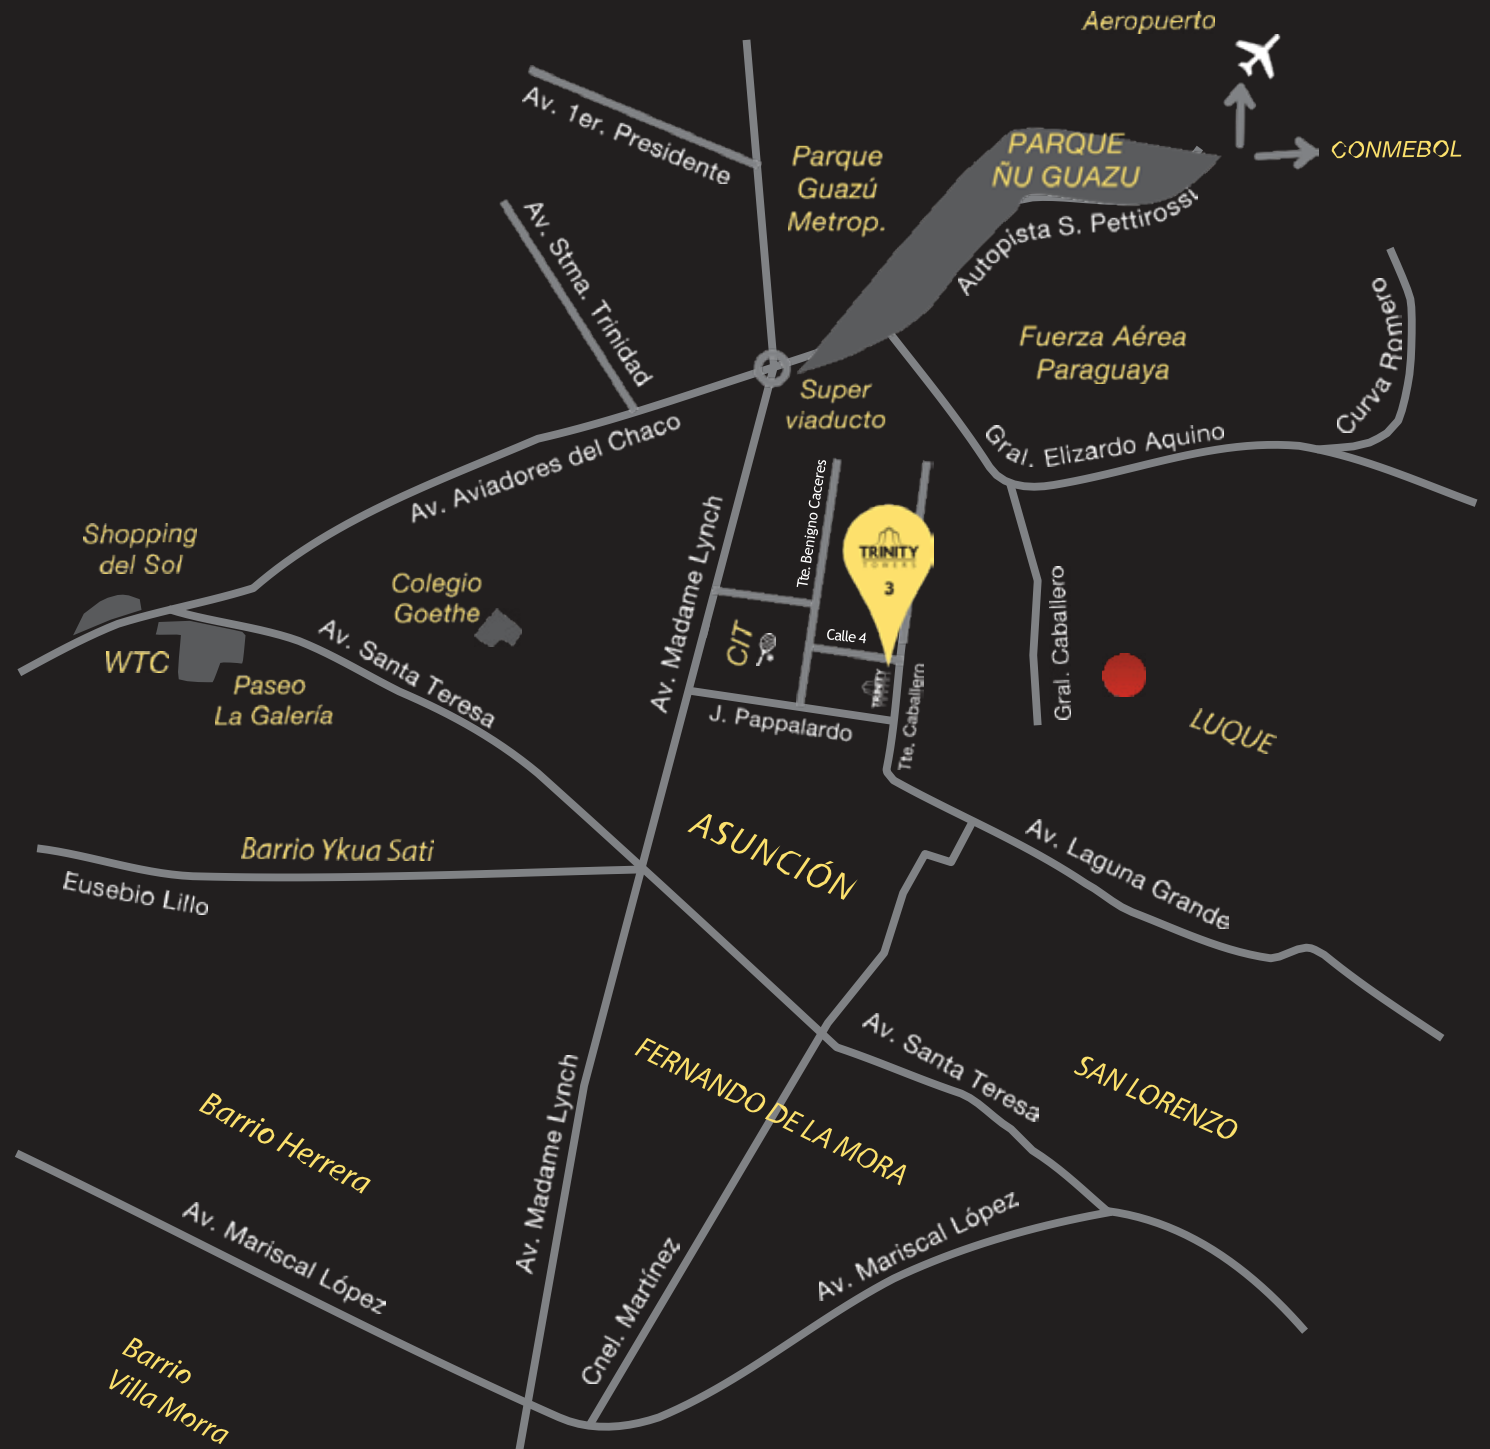 Aeropuerto
Av. 1er. Presidente
PARQUE
ÑU GUAZU
CONMEBOL
Parque
Guazú
Metrop.
Autopista S. Pettirossi
Av. Stma. Trinidad
Curva Romero
Fuerza Aérea
Paraguaya
Super
viaducto
Gral. Elizardo Aquino
Av. Aviadores del Chaco
Shopping
del Sol
Tte. Benigno Caceres
TRINITY
TOWERS
3
Av. Madame Lynch
Colegio
Goethe
Gral. Caballero
Av. Santa Teresa
CIT
Calle 4
WTC
Paseo
La Galería
TRINITY
Tte. Caballero
J. Pappalardo
LUQUE
ASUNCIÓN
Av. Laguna Grande
Barrio Ykua Sati
Eusebio Lillo
Av. Santa Teresa
FERNANDO DE LA MORA
SAN LORENZO
Av. Madame Lynch
Barrio Herrera
Av. Mariscal López
Av. Mariscal López
Cnel. Martínez
Barrio
Villa Morra